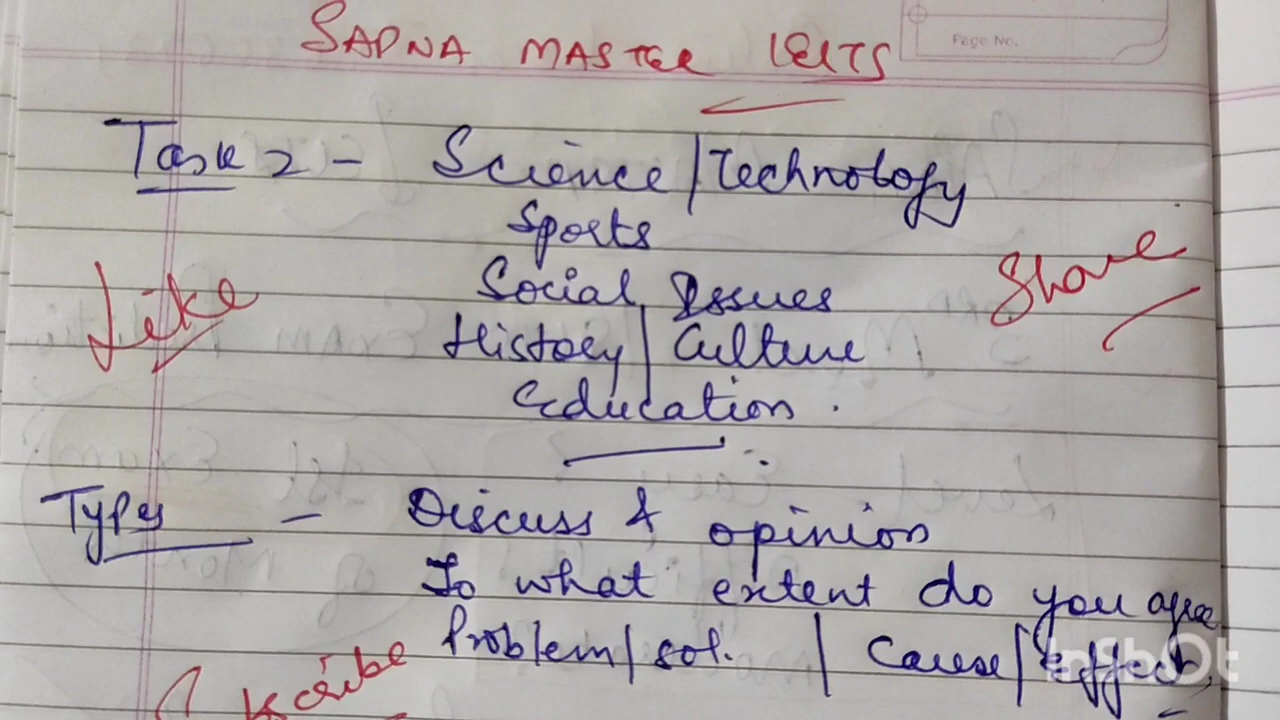 SAPNA MASTER IELTS
Page No.
Task 2 - Science/Technology
Sports
Like
Social Issues
Share
History/Culture
Education.
Types - Discuss & opinion
To what extent do you agree
Problem/sol. / Cause/Effect
InShOt